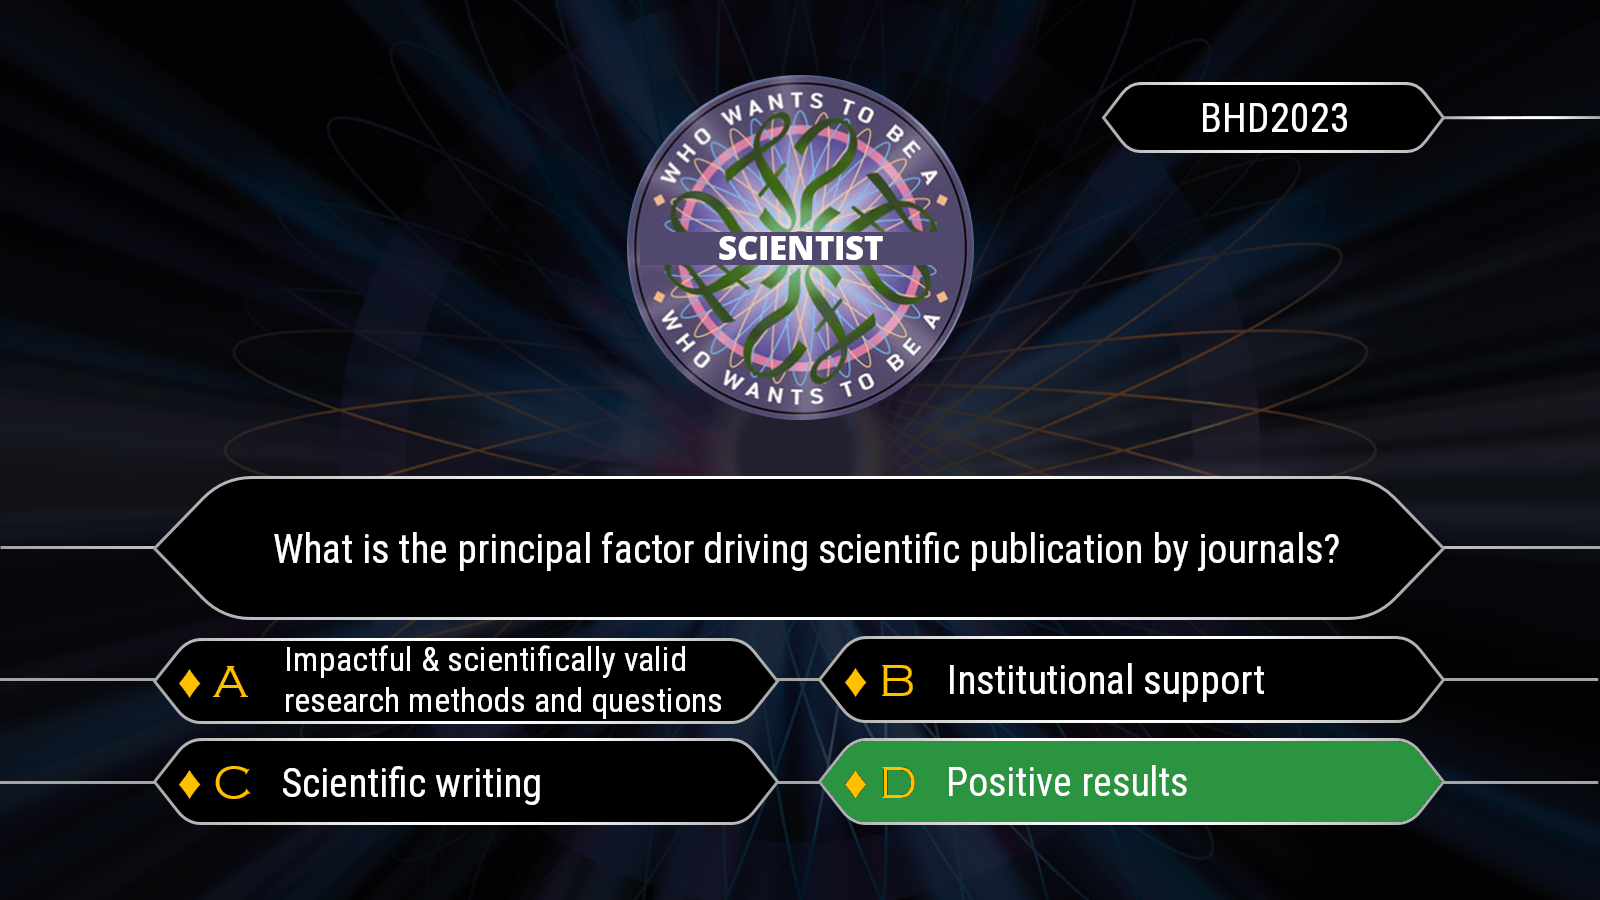 WHO WANTS TO BE A
SCIENTIST
WHO WANTS TO BE A
BHD2023
What is the principal factor driving scientific publication by journals?
A Impactful & scientifically valid
research methods and questions
B Institutional support
C Scientific writing
D Positive results